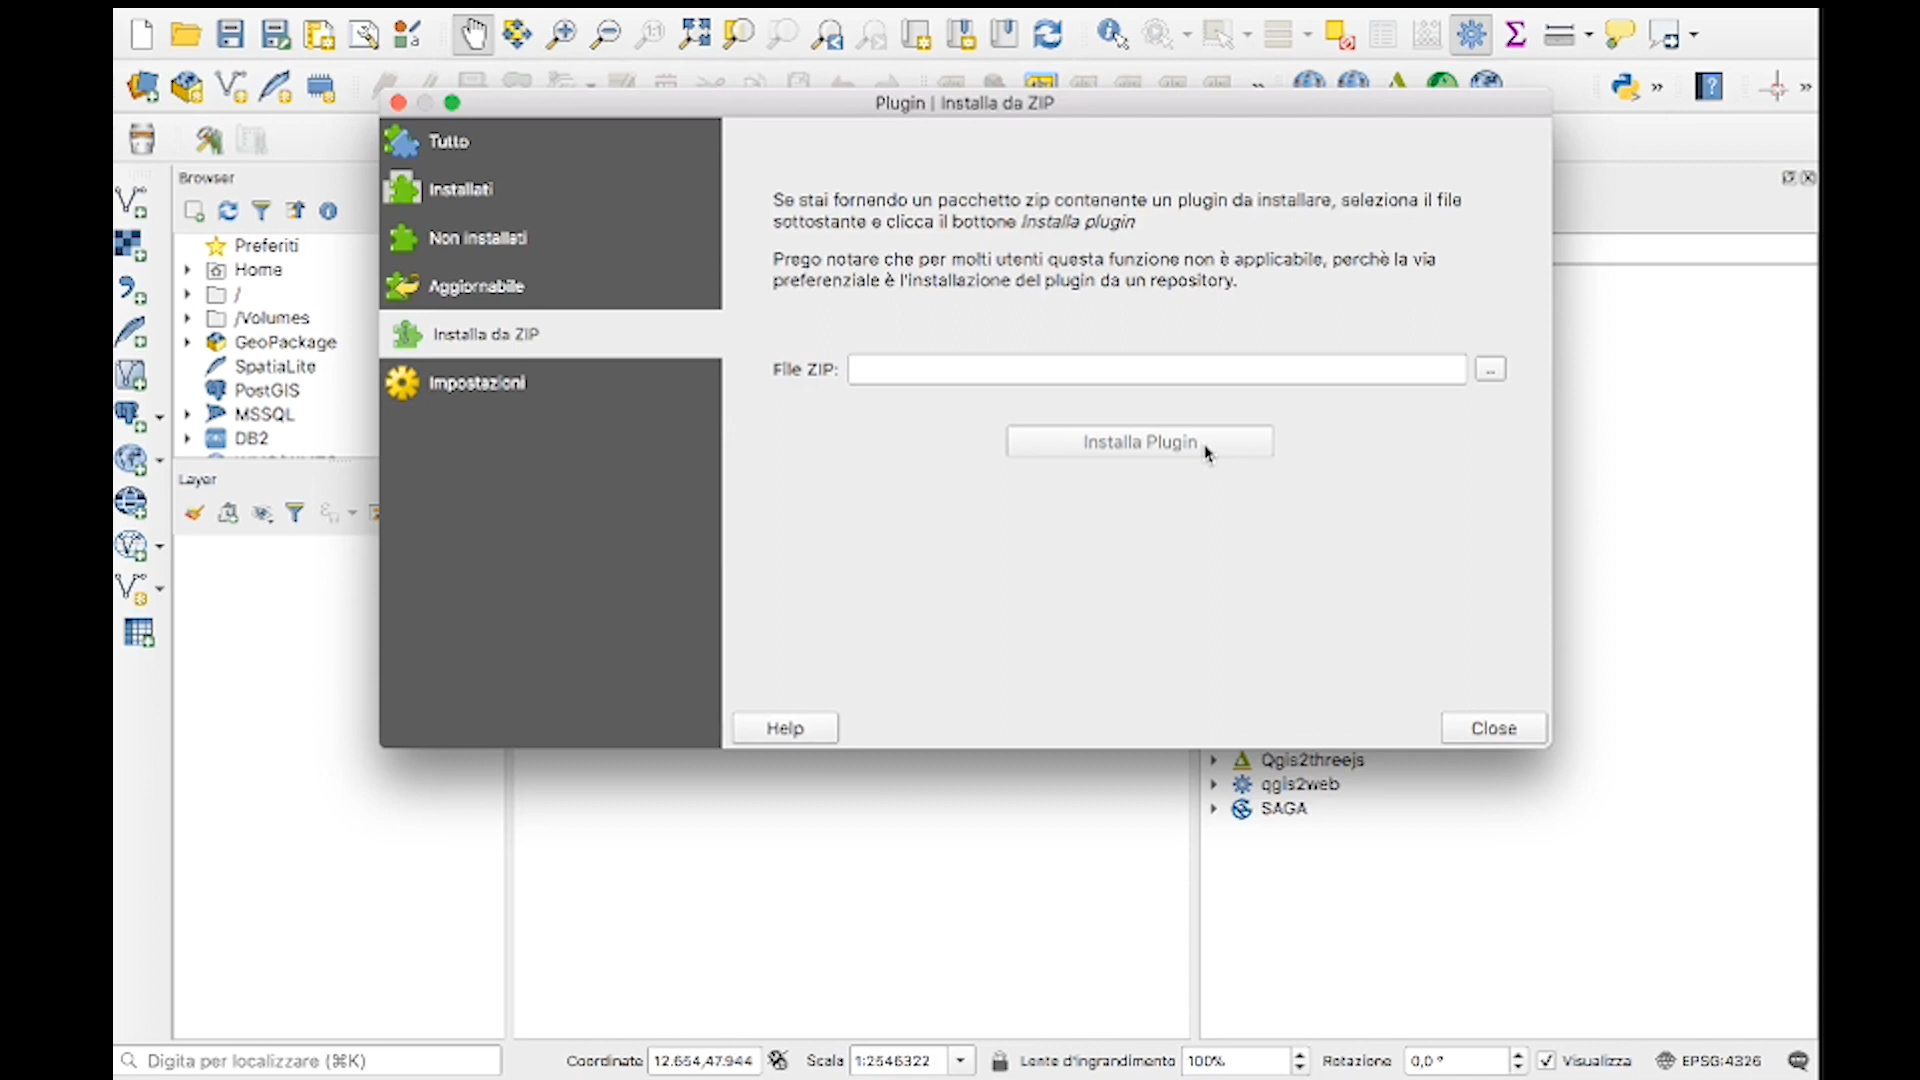 Plugin | Installa da ZIP
Tutto
Installati
Non installati
Aggiornabile
Installa da ZIP
Impostazioni
Se stai fornendo un pacchetto zip contenente un plugin da installare, seleziona il file
sottostante e clicca il bottone Installa plugin
Prego notare che per molti utenti questa funzione non è applicabile, perchè la via
preferenziale è l'installazione del plugin da un repository.
File ZIP:
...
Installa Plugin
Help
Close
Browser
Preferiti
Home
/
/Volumes
GeoPackage
SpatiaLite
PostGIS
MSSQL
DB2
Layer
Qgis2threejs
qgis2web
SAGA
Digita per localizzare (⌘K)
Coordinate 12.654,47.944
Scala 1:2546322
Lente d'ingrandimento 100%
Rotazione 0,0 °
Visualizza
EPSG:4326